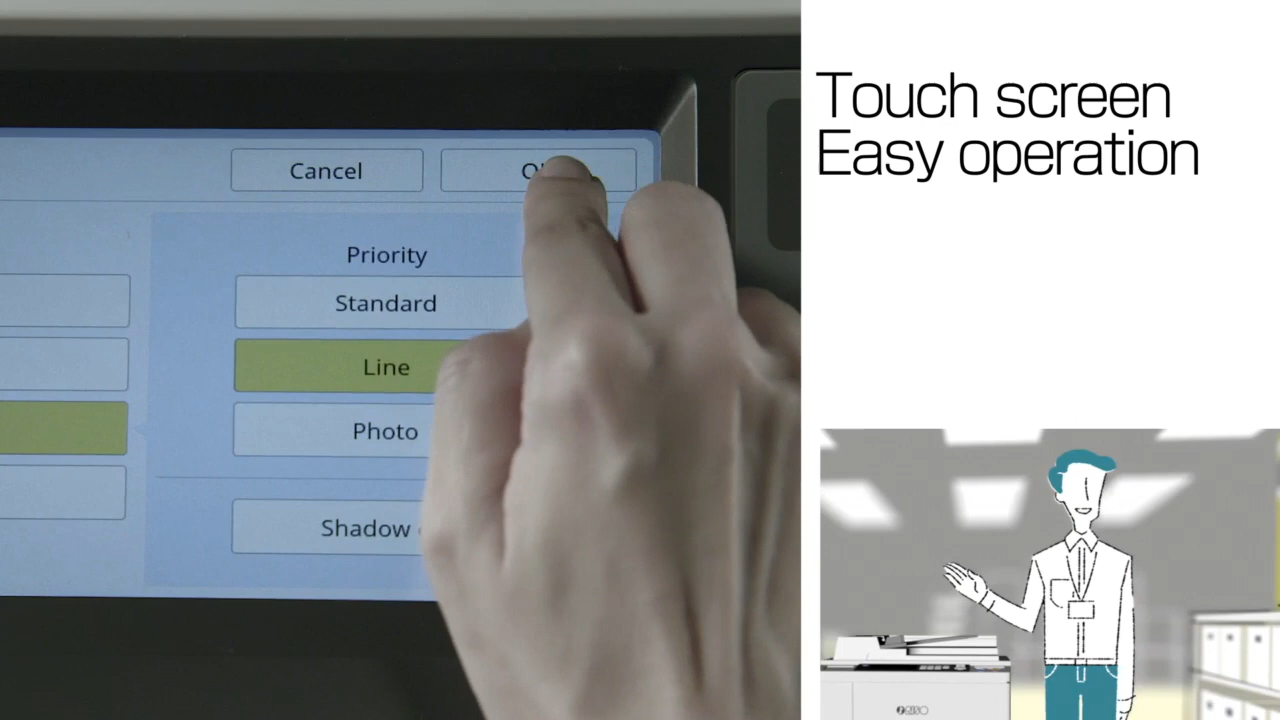 Cancel
Priority
Standard
Line
Photo
Shadow
Touch screen
Easy operation